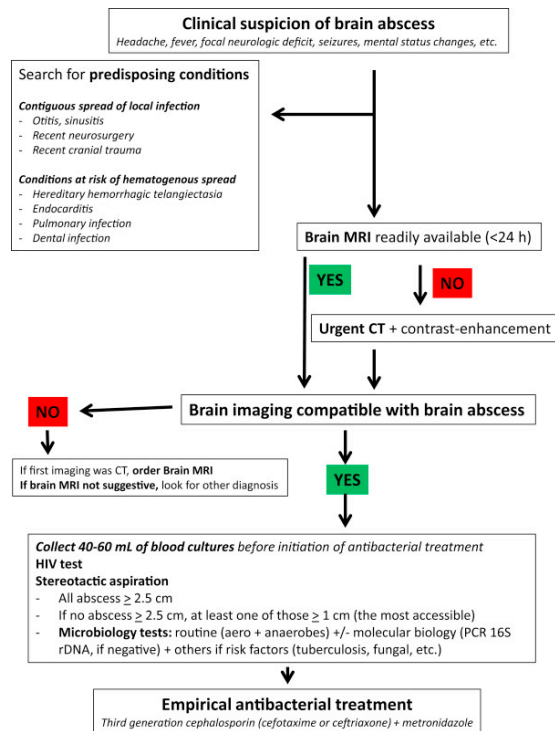 Clinical suspicion of brain abscess
Headache, fever, focal neurologic deficit, seizures, mental status changes, etc.
Search for predisposing conditions
Contiguous spread of local infection
- Otitis, sinusitis
- Recent neurosurgery
- Recent cranial trauma
Conditions at risk of hematogenous spread
- Hereditary hemorrhagic telangiectasia
- Endocarditis
- Pulmonary infection
- Dental infection
Brain MRI readily available (<24 h)
YES
NO
Urgent CT + contrast-enhancement
Brain imaging compatible with brain abscess
NO
If first imaging was CT, order Brain MRI
If brain MRI not suggestive, look for other diagnosis
YES
Collect 40-60 mL of blood cultures before initiation of antibacterial treatment
HIV test
Stereotactic aspiration
- All abscess ≥ 2.5 cm
- If no abscess ≥ 2.5 cm, at least one of those ≥ 1 cm (the most accessible)
- Microbiology tests: routine (aero + anaerobes) +/- molecular biology (PCR 16S
rDNA, if negative) + others if risk factors (tuberculosis, fungal, etc.)
Empirical antibacterial treatment
Third generation cephalosporin (cefotaxime or ceftriaxone) + metronidazole